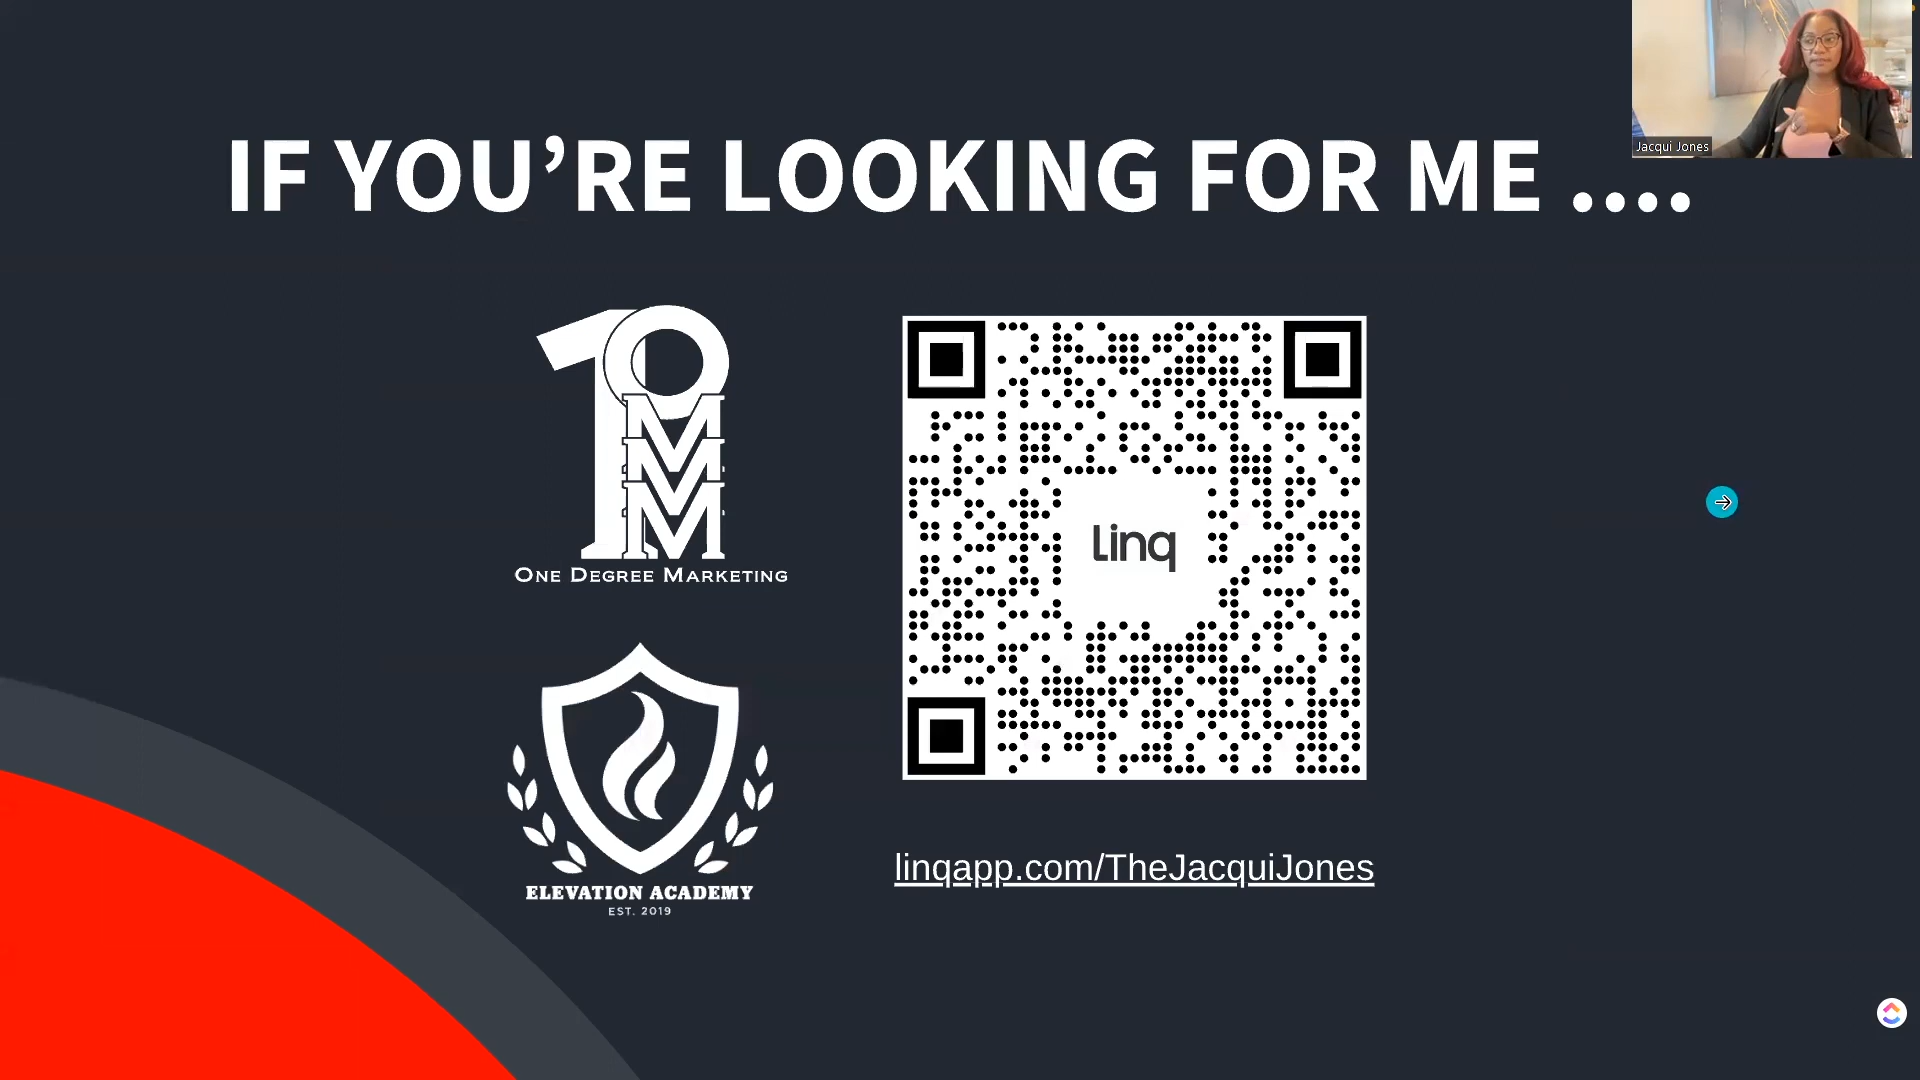 IF YOU’RE LOOKING FOR ME ....
Jacqui Jones
1OMMM
ONE DEGREE MARKETING
linq
ELEVATION ACADEMY
EST. 2019
linqapp.com/TheJacquiJones